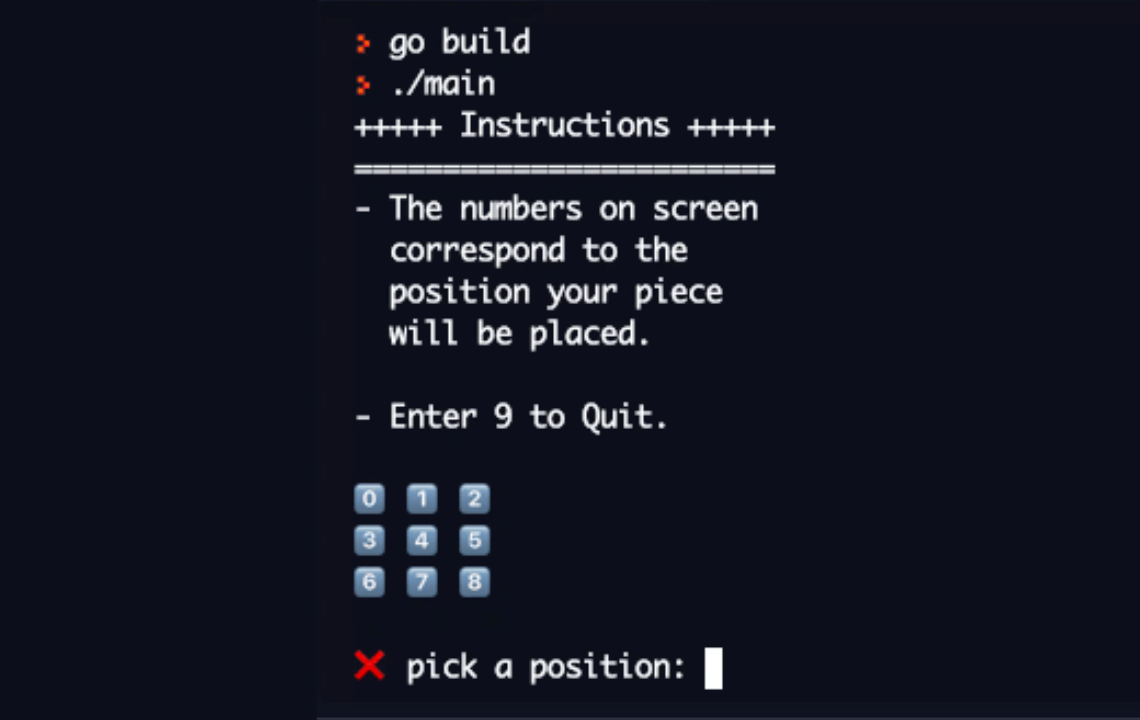 > go build
> ./main
+++++ Instructions +++++
========================
- The numbers on screen
correspond to the
position your piece
will be placed.
- Enter 9 to Quit.
0 1 2
3 4 5
6 7 8
❌ pick a position: